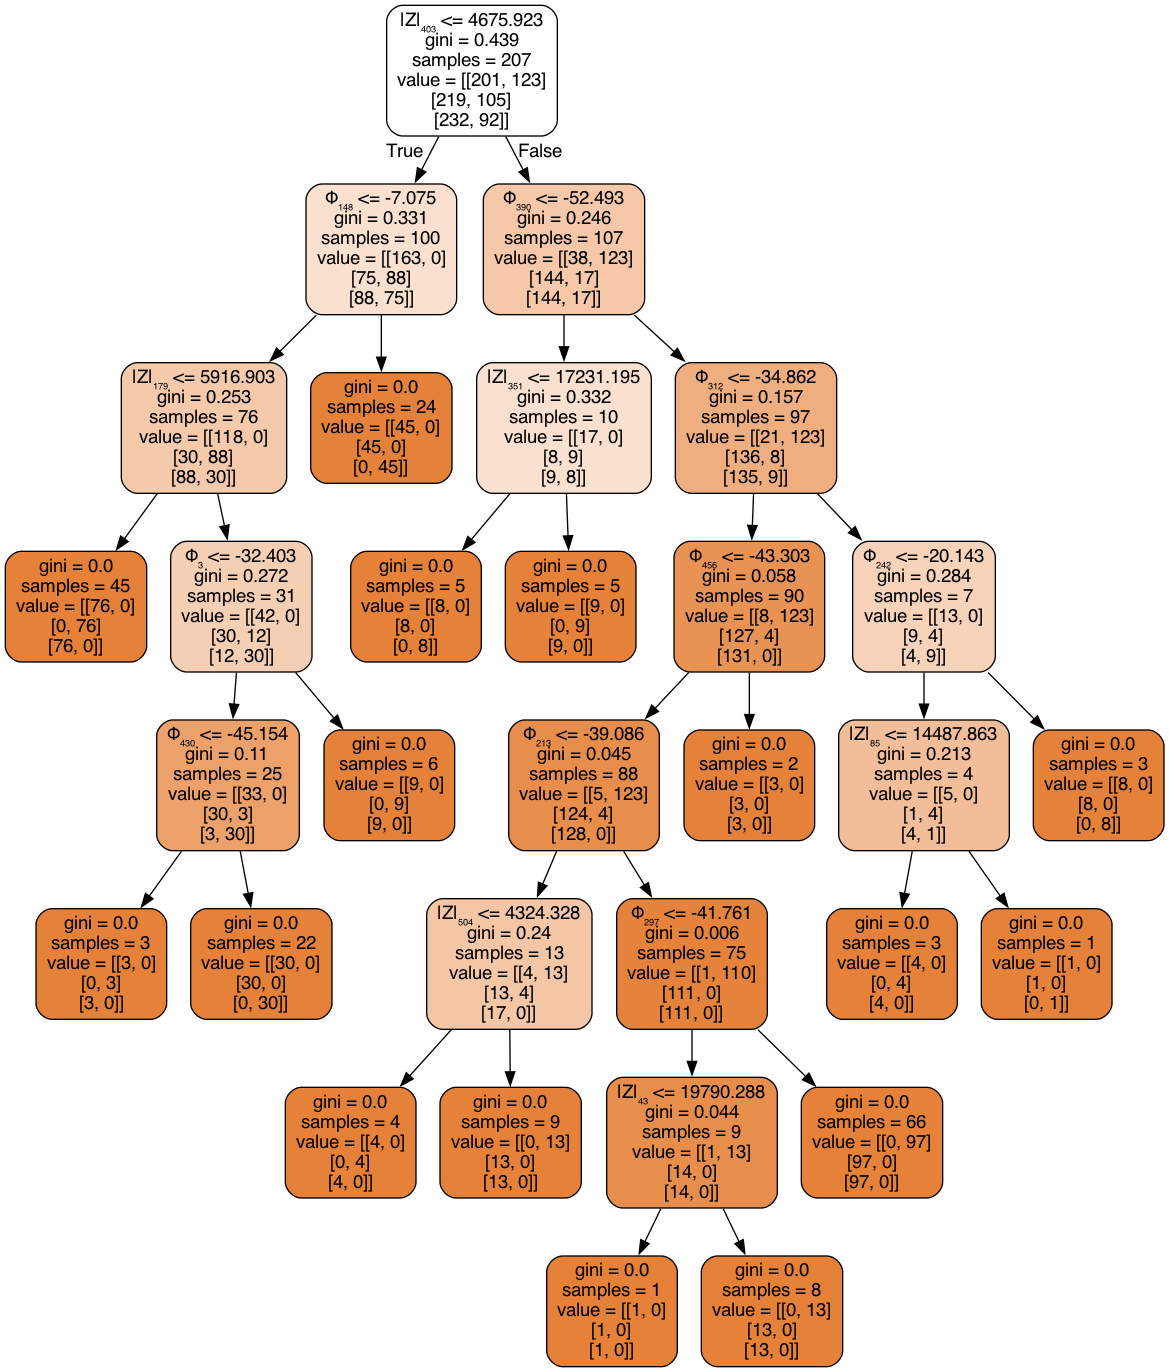 |Z|₄₀₃ <= 4675.923
gini = 0.439
samples = 207
value = [[201, 123]
[219, 105]
[232, 92]]
True
False
Φ₁₄₈ <= -7.075
gini = 0.331
samples = 100
value = [[163, 0]
[75, 88]
[88, 75]]
Φ₃₉₀ <= -52.493
gini = 0.246
samples = 107
value = [[38, 123]
[144, 17]
[144, 17]]
|Z|₁₇₉ <= 5916.903
gini = 0.253
samples = 76
value = [[118, 0]
[30, 88]
[88, 30]]
gini = 0.0
samples = 24
value = [[45, 0]
[45, 0]
[0, 45]]
|Z|₃₅₁ <= 17231.195
gini = 0.332
samples = 10
value = [[17, 0]
[8, 9]
[9, 8]]
Φ₃₁₂ <= -34.862
gini = 0.157
samples = 97
value = [[21, 123]
[136, 8]
[135, 9]]
gini = 0.0
samples = 45
value = [[76, 0]
[0, 76]
[76, 0]]
Φ₃ <= -32.403
gini = 0.272
samples = 31
value = [[42, 0]
[30, 12]
[12, 30]]
gini = 0.0
samples = 5
value = [[8, 0]
[8, 0]
[0, 8]]
gini = 0.0
samples = 5
value = [[9, 0]
[0, 9]
[9, 0]]
Φ₄₅₆ <= -43.303
gini = 0.058
samples = 90
value = [[8, 123]
[127, 4]
[131, 0]]
Φ₂₄₂ <= -20.143
gini = 0.284
samples = 7
value = [[13, 0]
[9, 4]
[4, 9]]
Φ₄₃₀ <= -45.154
gini = 0.11
samples = 25
value = [[33, 0]
[30, 3]
[3, 30]]
gini = 0.0
samples = 6
value = [[9, 0]
[0, 9]
[9, 0]]
Φ₂₁₃ <= -39.086
gini = 0.045
samples = 88
value = [[5, 123]
[124, 4]
[128, 0]]
gini = 0.0
samples = 2
value = [[3, 0]
[3, 0]
[3, 0]]
|Z|₈₅ <= 14487.863
gini = 0.213
samples = 4
value = [[5, 0]
[1, 4]
[4, 1]]
gini = 0.0
samples = 3
value = [[8, 0]
[8, 0]
[0, 8]]
gini = 0.0
samples = 3
value = [[3, 0]
[0, 3]
[3, 0]]
gini = 0.0
samples = 22
value = [[30, 0]
[30, 0]
[0, 30]]
|Z|₅₀₄ <= 4324.328
gini = 0.24
samples = 13
value = [[4, 13]
[13, 4]
[17, 0]]
Φ₂₉₇ <= -41.761
gini = 0.006
samples = 75
value = [[1, 110]
[111, 0]
[111, 0]]
gini = 0.0
samples = 3
value = [[4, 0]
[0, 4]
[4, 0]]
gini = 0.0
samples = 1
value = [[1, 0]
[1, 0]
[0, 1]]
gini = 0.0
samples = 4
value = [[4, 0]
[0, 4]
[4, 0]]
gini = 0.0
samples = 9
value = [[0, 13]
[13, 0]
[13, 0]]
|Z|₄₃ <= 19790.288
gini = 0.044
samples = 9
value = [[1, 13]
[14, 0]
[14, 0]]
gini = 0.0
samples = 66
value = [[0, 97]
[97, 0]
[97, 0]]
gini = 0.0
samples = 1
value = [[1, 0]
[1, 0]
[1, 0]]
gini = 0.0
samples = 8
value = [[0, 13]
[13, 0]
[13, 0]]